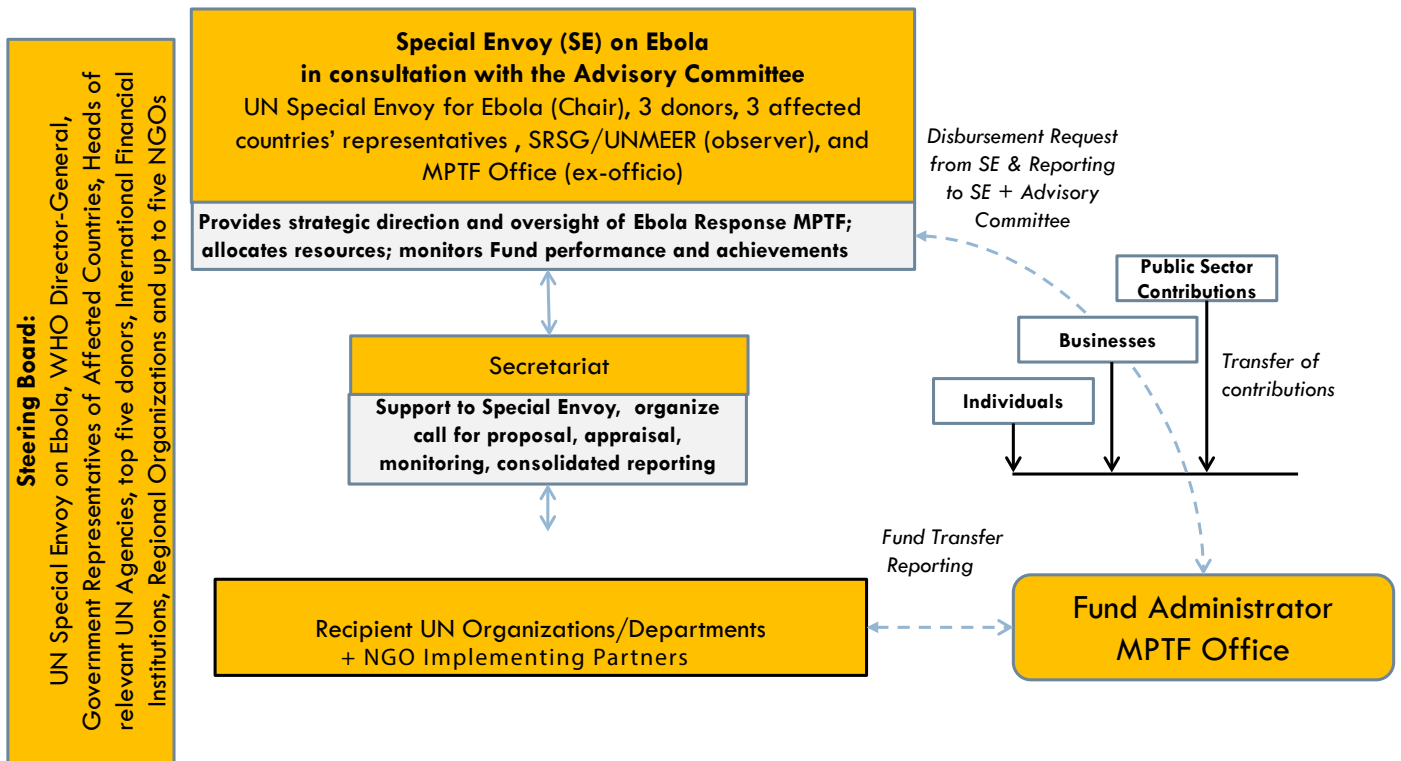 Steering Board:
UN Special Envoy on Ebola, WHO Director-General,
Government Representatives of Affected Countries, Heads of
relevant UN Agencies, top five donors, International Financial
Institutions, Regional Organizations and up to five NGOs
Special Envoy (SE) on Ebola
in consultation with the Advisory Committee
UN Special Envoy for Ebola (Chair), 3 donors, 3 affected
countries’ representatives , SRSG/UNMEER (observer), and
MPTF Office (ex-officio)
Provides strategic direction and oversight of Ebola Response MPTF;
allocates resources; monitors Fund performance and achievements
Disbursement Request
from SE & Reporting
to SE + Advisory
Committee
Public Sector
Contributions
Businesses
Individuals
Transfer of
contributions
Secretariat
Support to Special Envoy, organize
call for proposal, appraisal,
monitoring, consolidated reporting
Fund Transfer
Reporting
Recipient UN Organizations/Departments
+ NGO Implementing Partners
Fund Administrator
MPTF Office